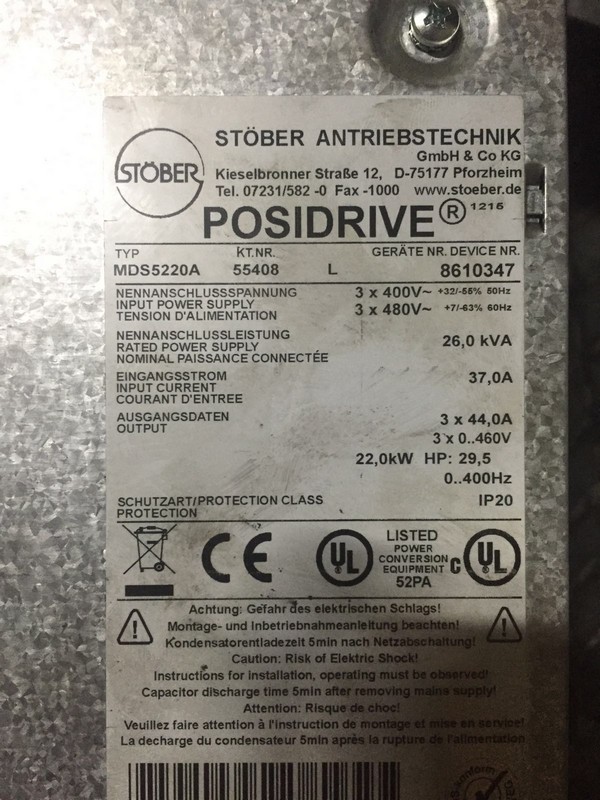 STÖBER ANTRIEBSTECHNIK
GmbH & Co KG
STÖBER
Kieselbronner Straße 12, D-75177 Pforzheim
Tel. 07231/582 -0 Fax -1000 www.stoeber.de
POSIDRIVE® 1215
TYP KT.NR. GERÄTE NR. DEVICE NR.
MDS5220A 55408 L 8610347
NENNANSCHLUSSSPANNUNG 3 x 400V~ +32/-55% 50Hz
INPUT POWER SUPPLY 3 x 480V~ +7/-63% 60Hz
TENSION D'ALIMENTATION
NENNANSCHLUSSLEISTUNG
RATED POWER SUPPLY 26,0 kVA
NOMINAL PAISSANCE CONNECTÉE
EINGANGSSTROM 37,0A
INPUT CURRENT
COURANT D'ENTREE
AUSGANGSDATEN 3 x 44,0A
OUTPUT
3 x 0..460V
22,0kW HP: 29,5
0..400Hz
SCHUTZART/PROTECTION CLASS IP20
PROTECTION
CE
UL
LISTED
POWER
CONVERSION
EQUIPMENT
52PA
C UL
Achtung: Gefahr des elektrischen Schlags!
Montage- und Inbetriebnahmeanleitung beachten!
Kondensatorentladezeit 5min nach Netzabschaltung!
Caution: Risk of Elektric Shock!
Instructions for installation, operating must be observed!
Capacitor discharge time 5min after removing mains supply!
Attention: Risque de choc!
Veuillez faire attention à l'instruction de montage et mise en service!
La decharge du condensateur 5min après la rupture de l'alimentation